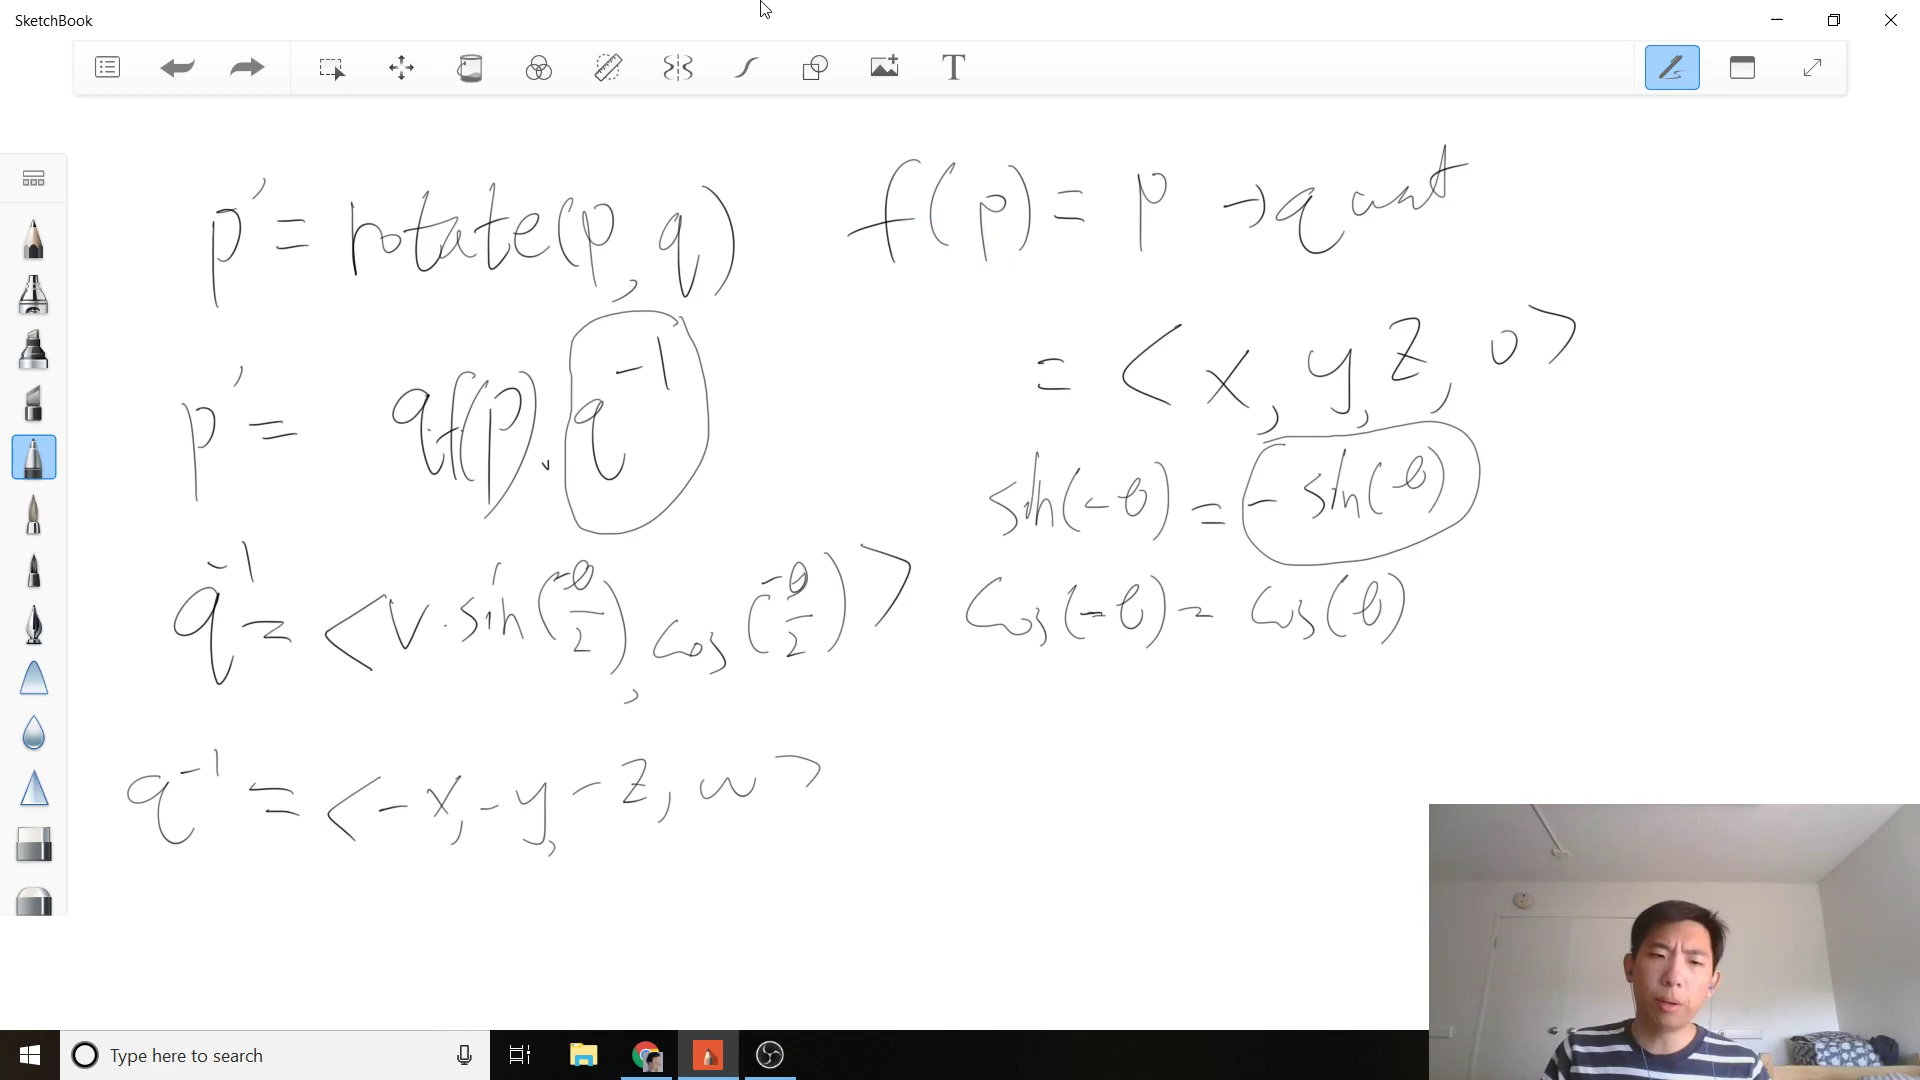 SketchBook
T
p' = rotate(p, q)
f(p) = p → quat
= <x, y, z, 0>
p' = q.f(p).q^-1
sin(-θ) = -sin(θ)
q^-1 = <v.sin(-θ/2), cos(-θ/2)>
cos(-θ) = cos(θ)
q^-1 = <-x, -y, -z, w>
Type here to search